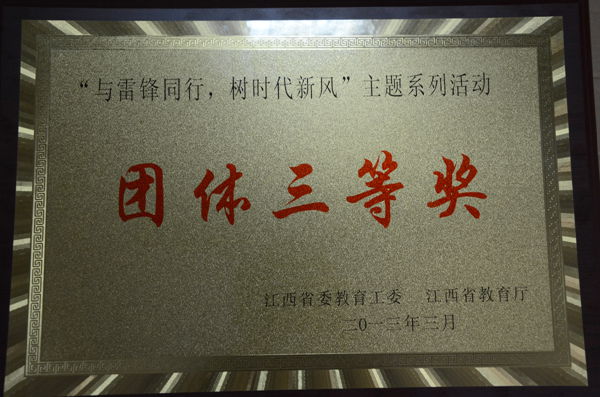 “与雷锋同行，树时代新风”主题系列活动
团体三等奖
江西省委教育工委 江西省教育厅
二0一三年三月